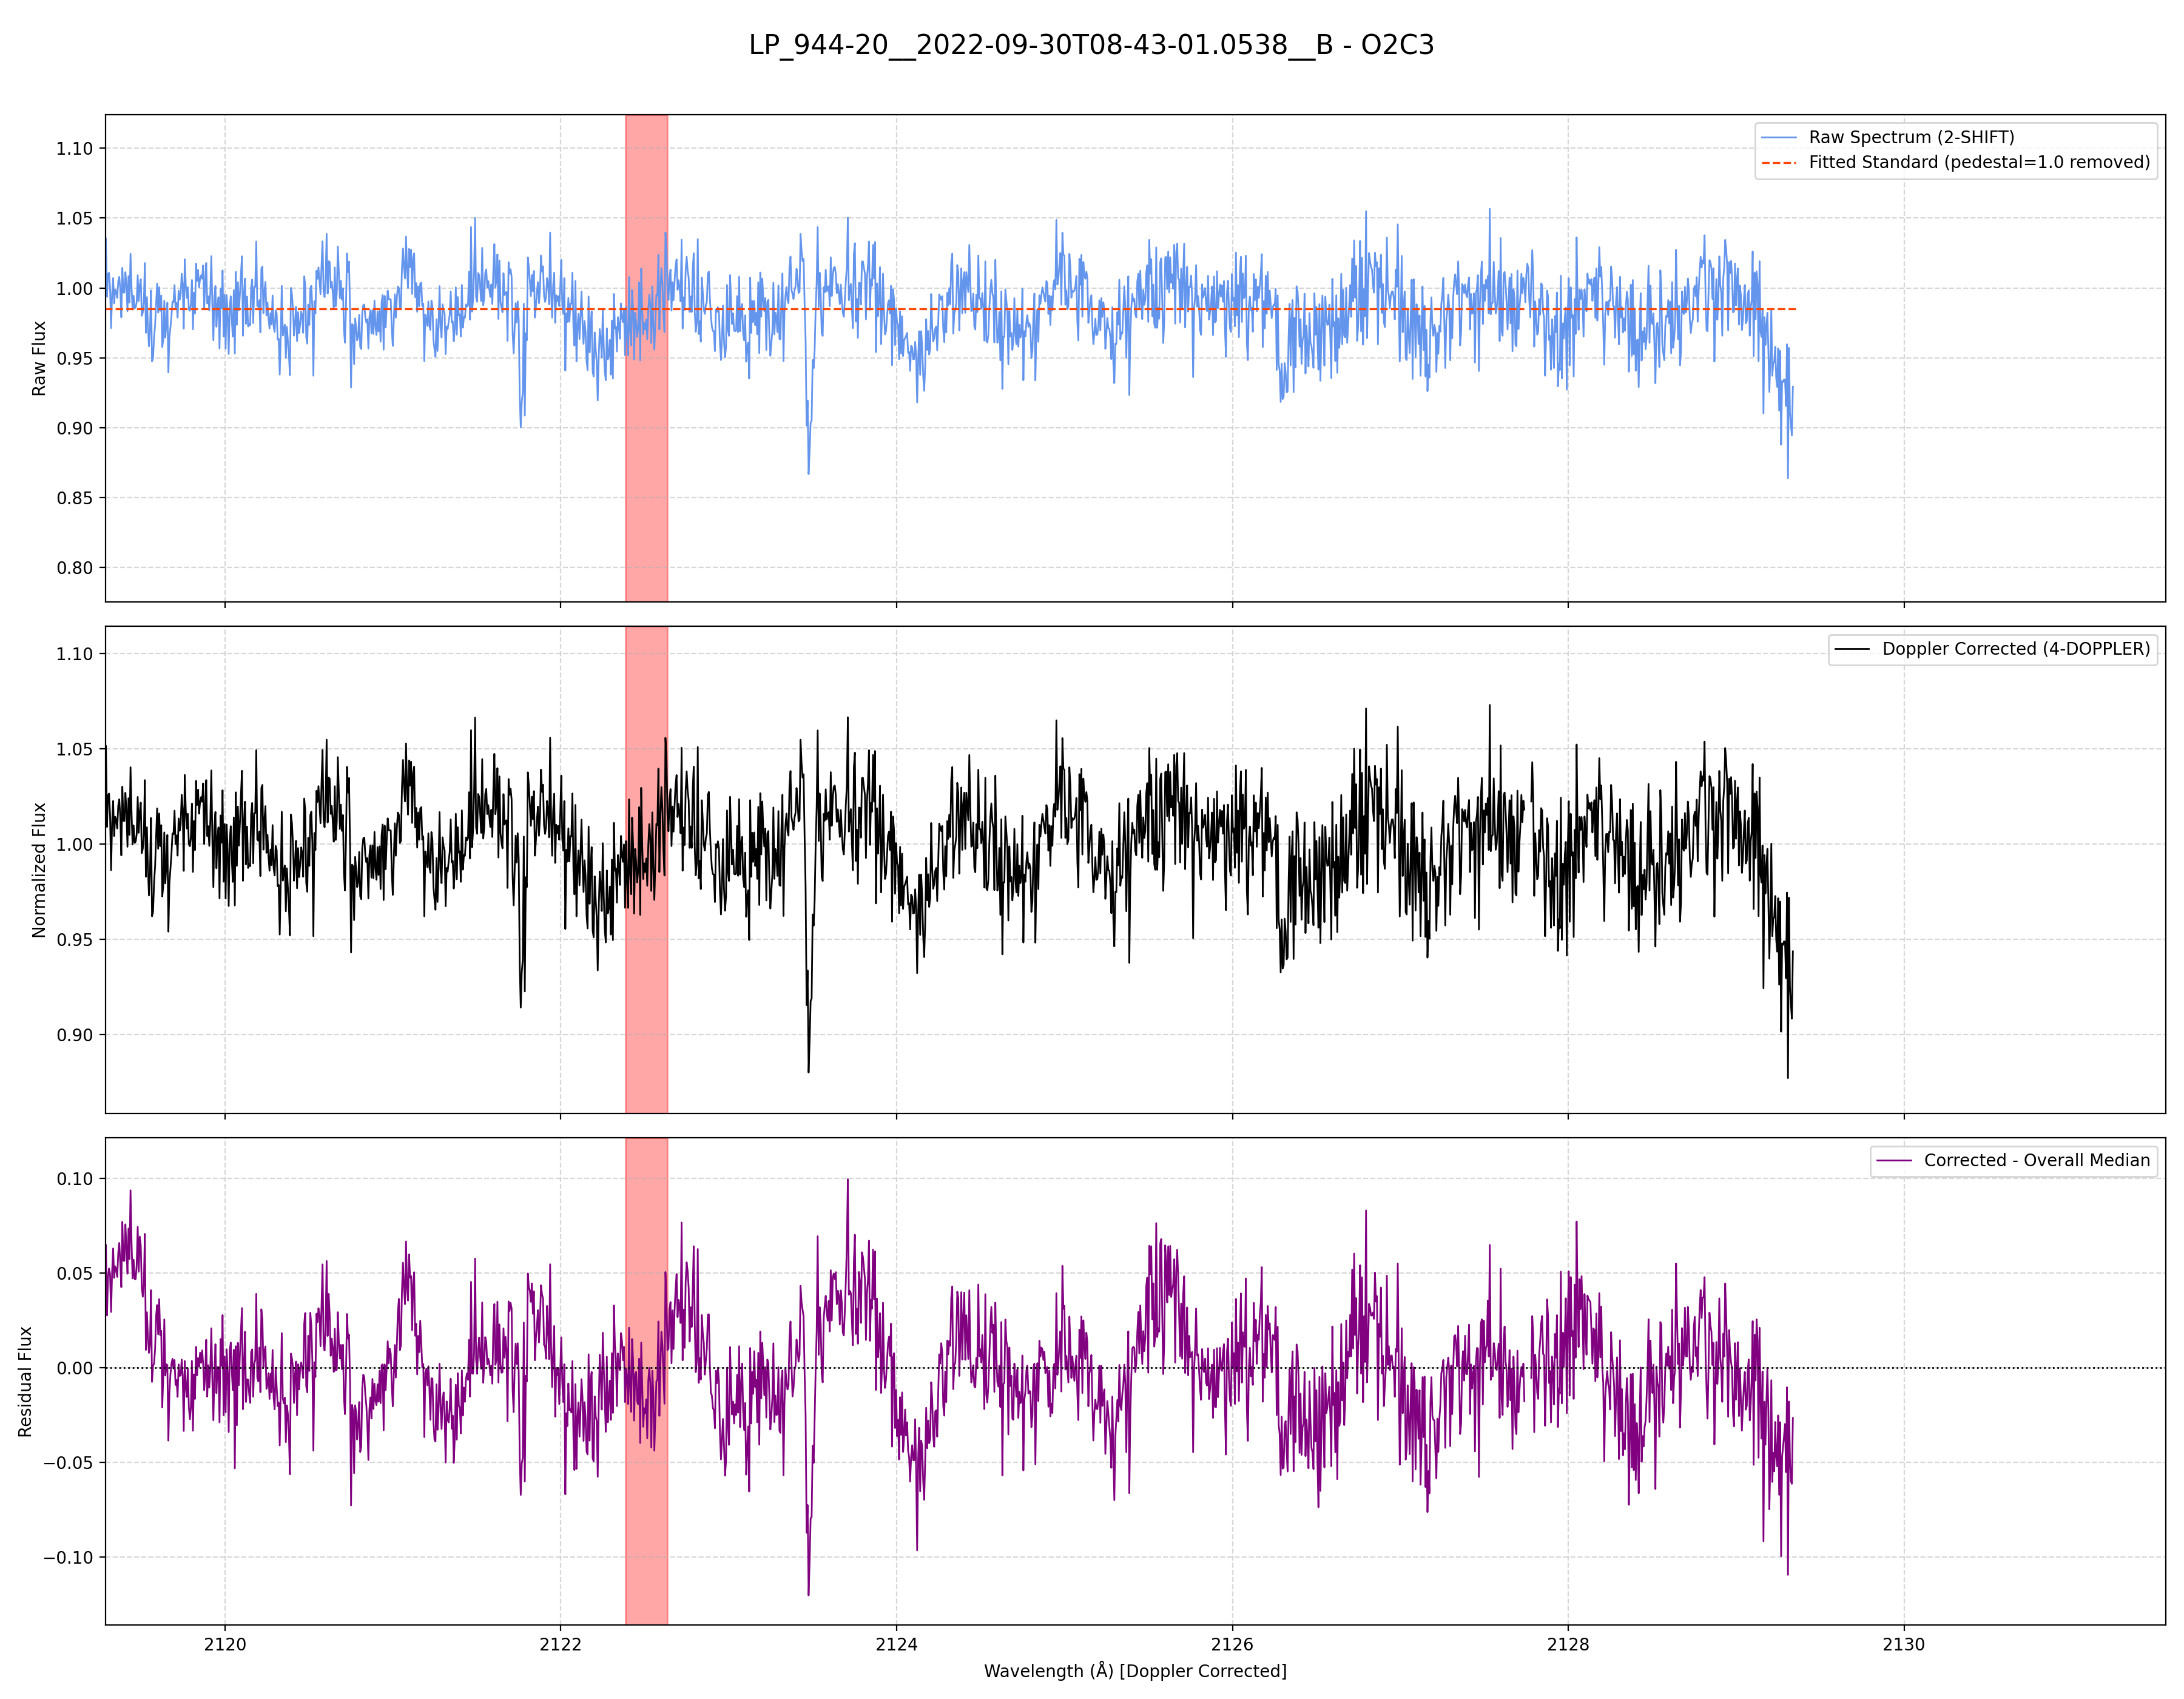 LP_944-20__2022-09-30T08-43-01.0538__B - O2C3
1.10
1.05
1.00
0.95
0.90
0.85
0.80
Raw Flux
Raw Spectrum (2-SHIFT)
Fitted Standard (pedestal=1.0 removed)
1.10
1.05
1.00
0.95
0.90
Normalized Flux
Doppler Corrected (4-DOPPLER)
0.10
0.05
0.00
−0.05
−0.10
Residual Flux
Corrected - Overall Median
2120
2122
2124
2126
2128
2130
Wavelength (Å) [Doppler Corrected]